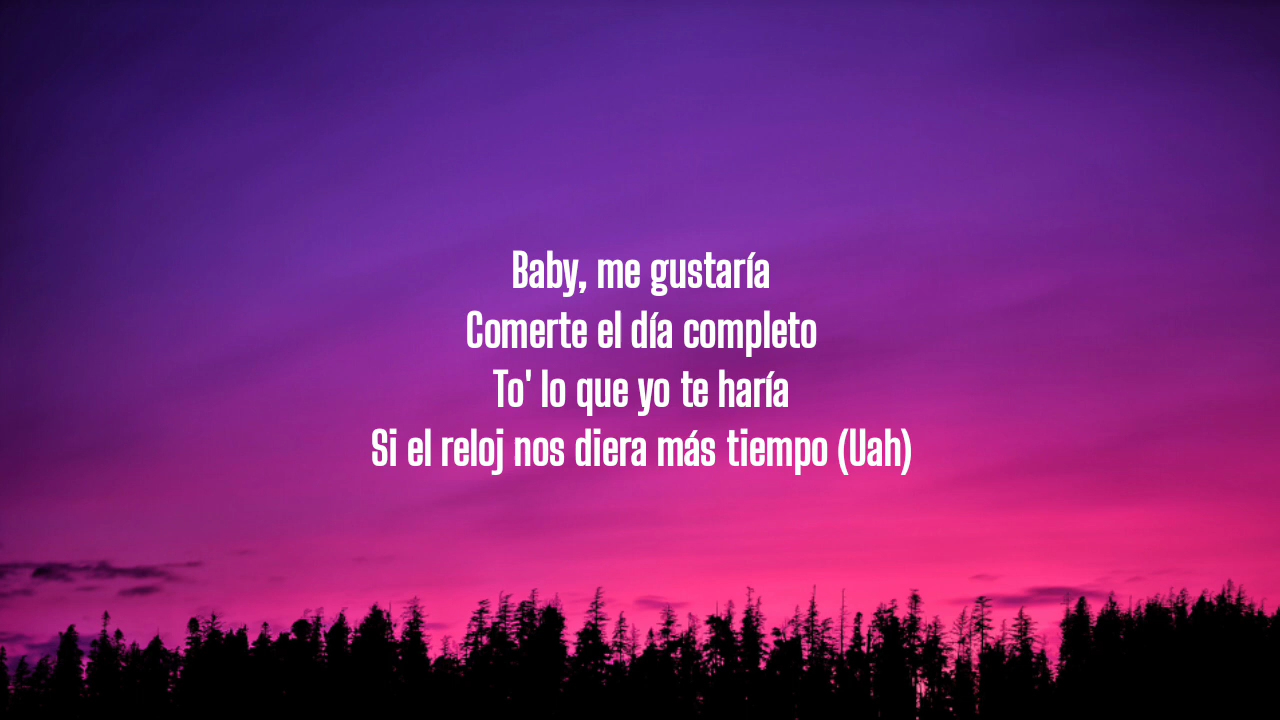 Baby, me gustaría
Comerte el día completo
To' lo que yo te haría
Si el reloj nos diera más tiempo (Uah)